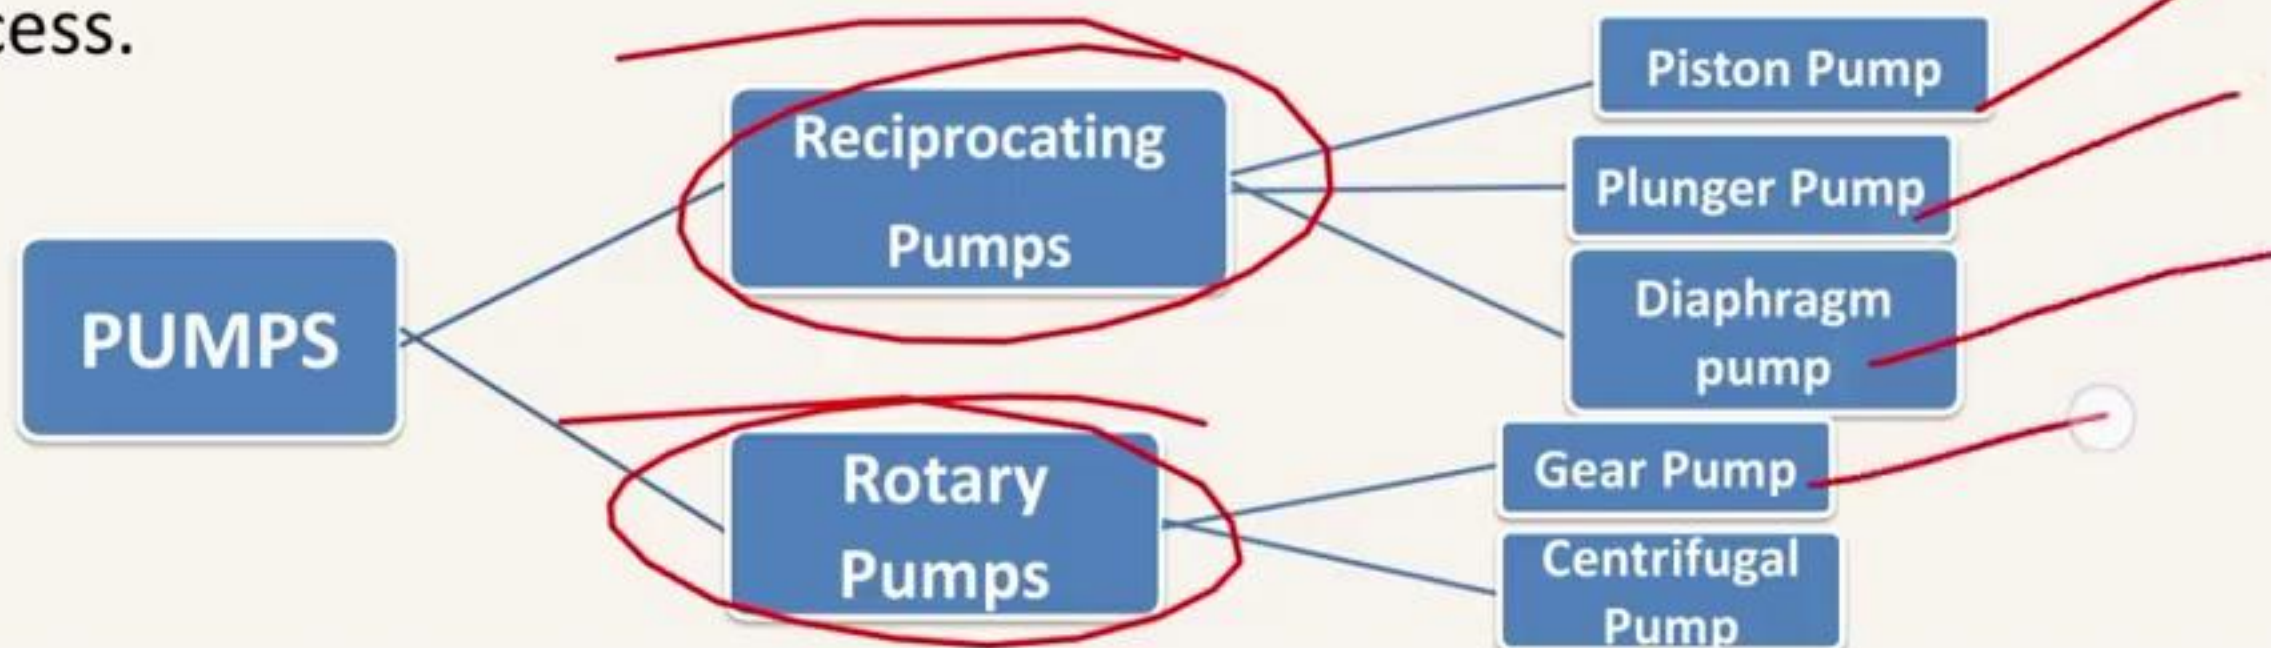 cess.
PUMPS
Reciprocating
Pumps
Piston Pump
Plunger Pump
Diaphragm
pump
Rotary
Pumps
Gear Pump
Centrifugal
Pump